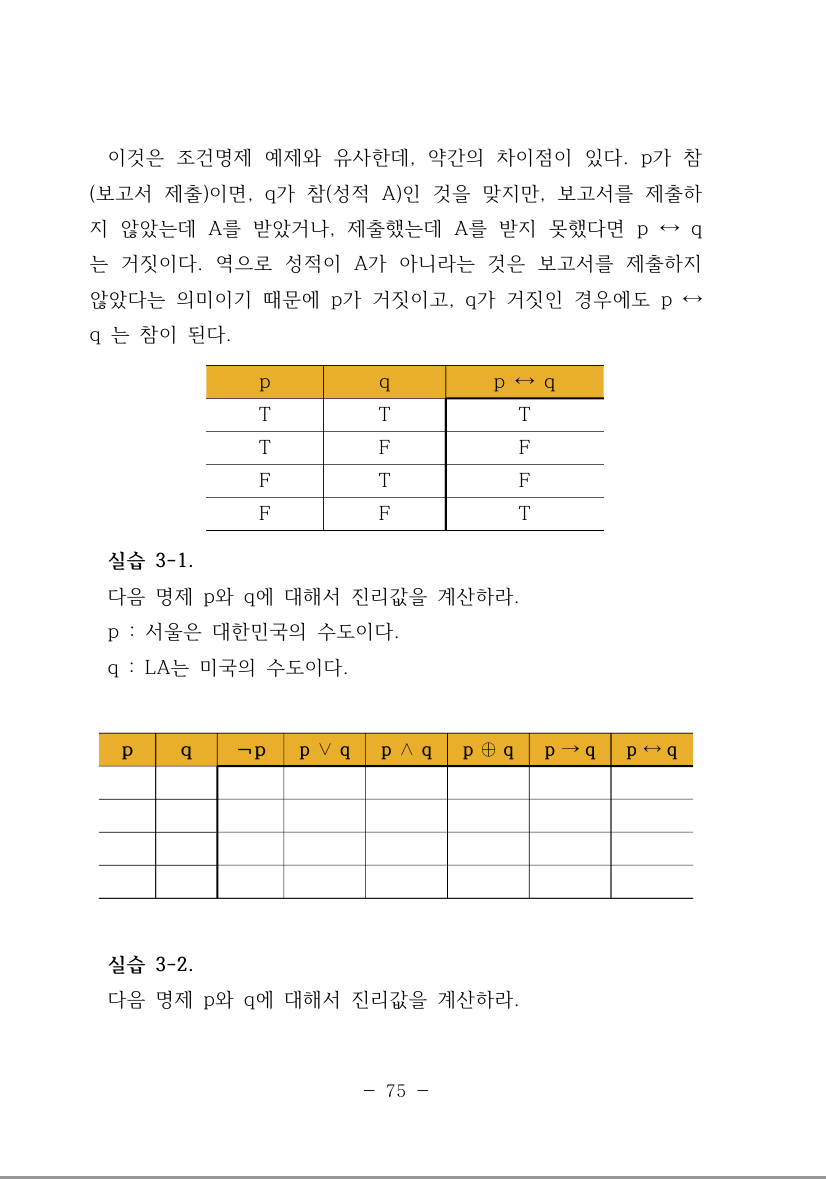 이것은 조건명제 예제와 유사한데, 약간의 차이점이 있다. p가 참
(보고서 제출)이면, q가 참(성적 A)인 것을 맞지만, 보고서를 제출하
지 않았는데 A를 받았거나, 제출했는데 A를 받지 못했다면 p ↔ q
는 거짓이다. 역으로 성적이 A가 아니라는 것은 보고서를 제출하지
않았다는 의미이기 때문에 p가 거짓이고, q가 거짓인 경우에도 p ↔
q 는 참이 된다.
p q p ↔ q
T T T
T F F
F T F
F F T
실습 3-1.
다음 명제 p와 q에 대해서 진리값을 계산하라.
p : 서울은 대한민국의 수도이다.
q : LA는 미국의 수도이다.
p q ¬p p ∨ q p ∧ q p ⊕ q p → q p ↔ q
실습 3-2.
다음 명제 p와 q에 대해서 진리값을 계산하라.
- 75 -